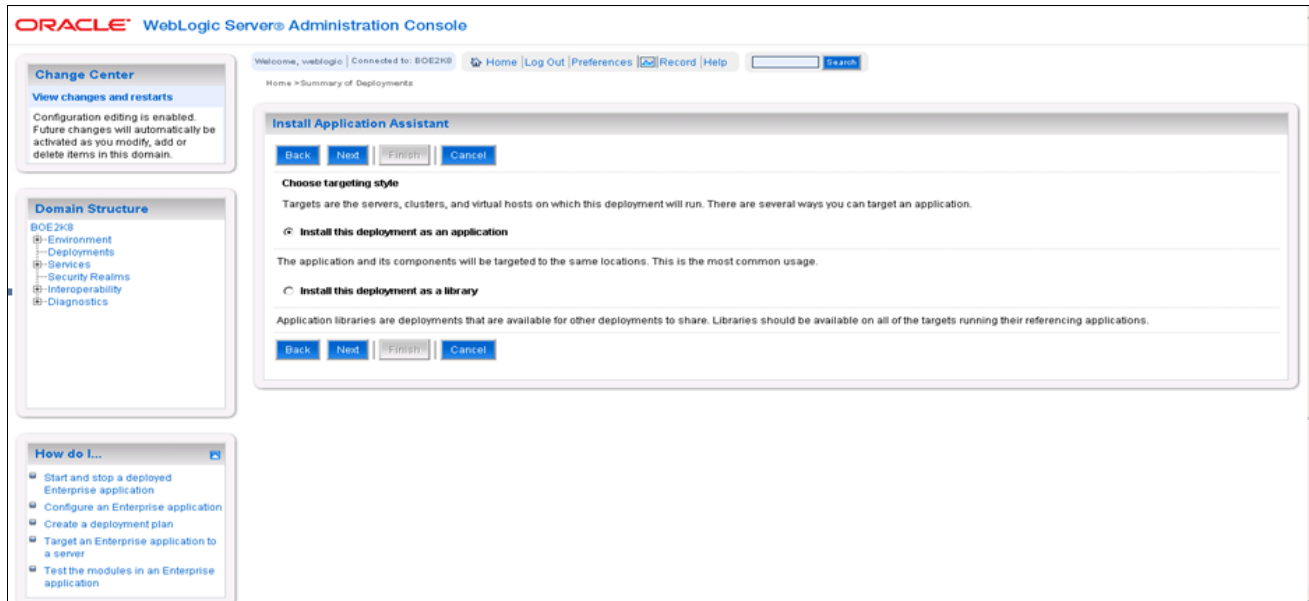 ORACLE® WebLogic Server® Administration Console
Change Center
View changes and restarts
Configuration editing is enabled.
Future changes will automatically be
activated as you modify, add or
delete items in this domain.
Domain Structure
BOE2K8
Environment
Deployments
Services
Security Realms
Interoperability
Diagnostics
How do I...
Start and stop a deployed
Enterprise application
Configure an Enterprise application
Create a deployment plan
Target an Enterprise application to
a server
Test the modules in an Enterprise
application
Welcome, weblogic | Connected to: BOE2K8 Home | Log Out | Preferences | Record | Help Search
Home > Summary of Deployments
Install Application Assistant
Back Next Finish Cancel
Choose targeting style
Targets are the servers, clusters, and virtual hosts on which this deployment will run. There are several ways you can target an application.
Install this deployment as an application
The application and its components will be targeted to the same locations. This is the most common usage.
Install this deployment as a library
Application libraries are deployments that are available for other deployments to share. Libraries should be available on all of the targets running their referencing applications.
Back Next Finish Cancel